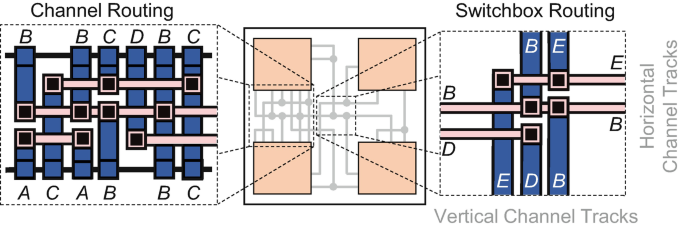 Channel Routing
Switchbox Routing
B B C D B C
B E
E
B
B
D
E D B
A C A B B C
Horizontal
Channel Tracks
Vertical Channel Tracks